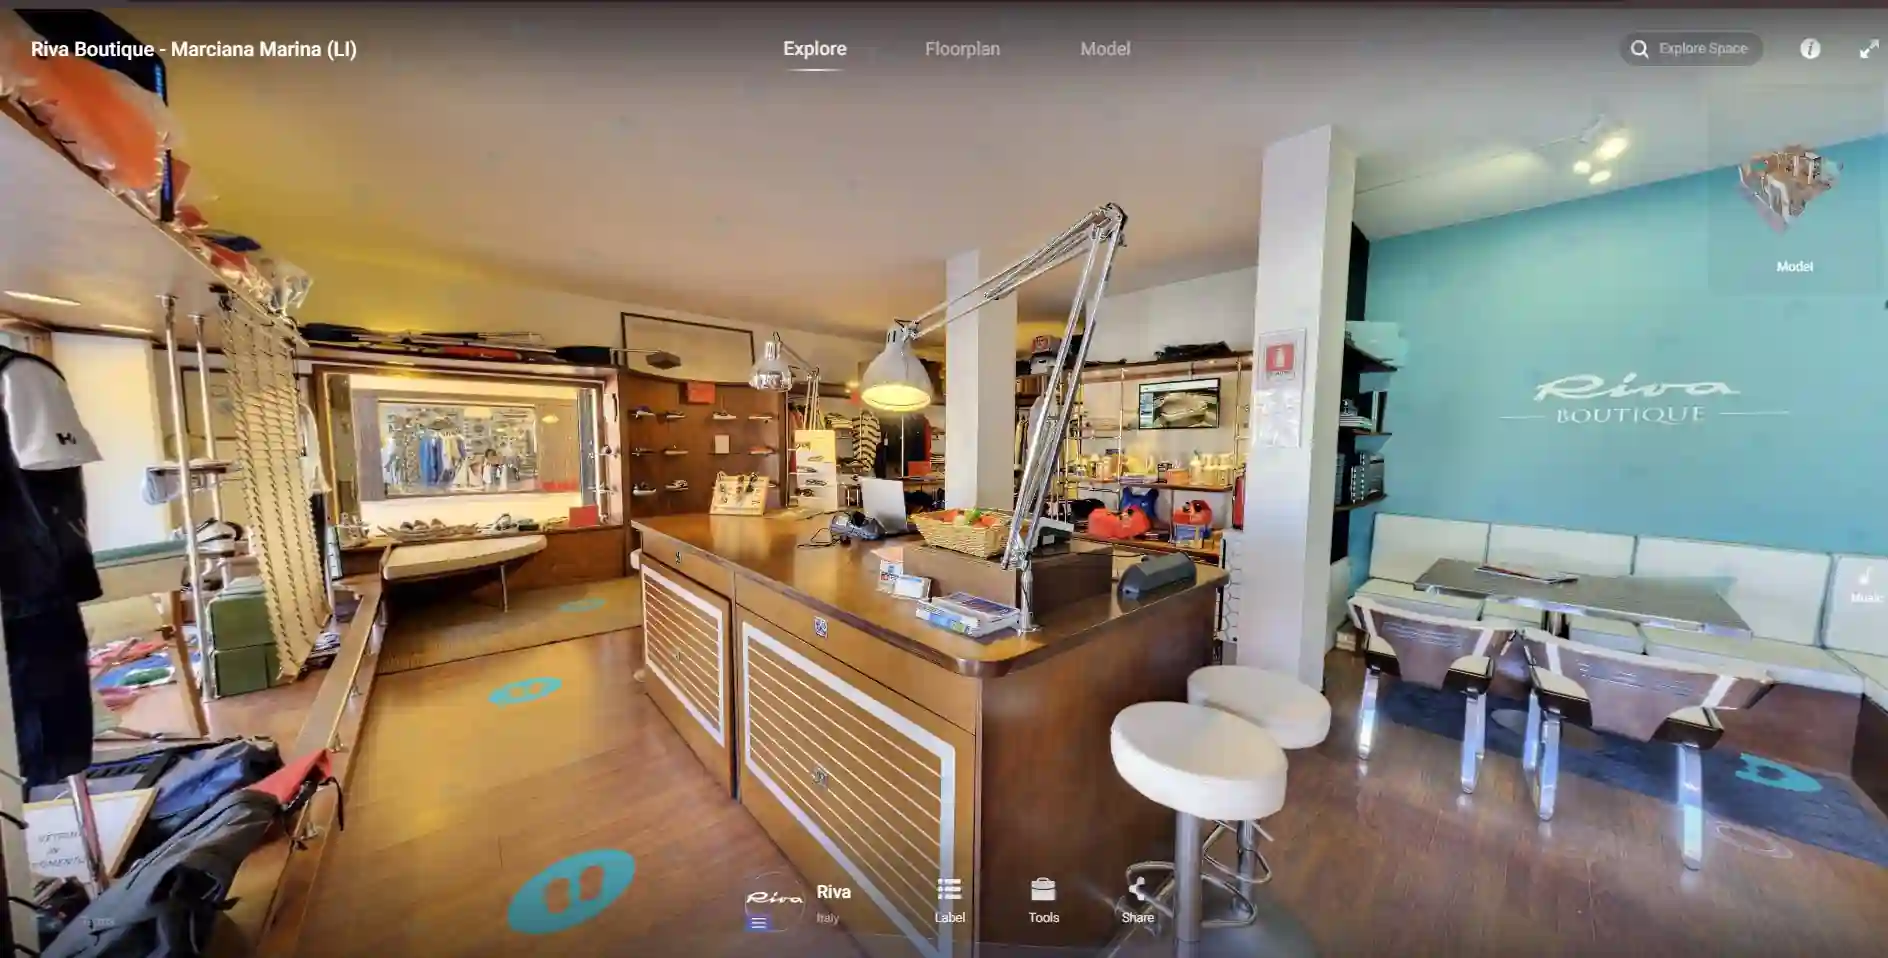 Riva Boutique - Marciana Marina (LI)
Explore
Floorplan
Model
Explore Space
Model
Riva
BOUTIQUE
Music
H
Riva
Riva
Italy
Label
Tools
Share